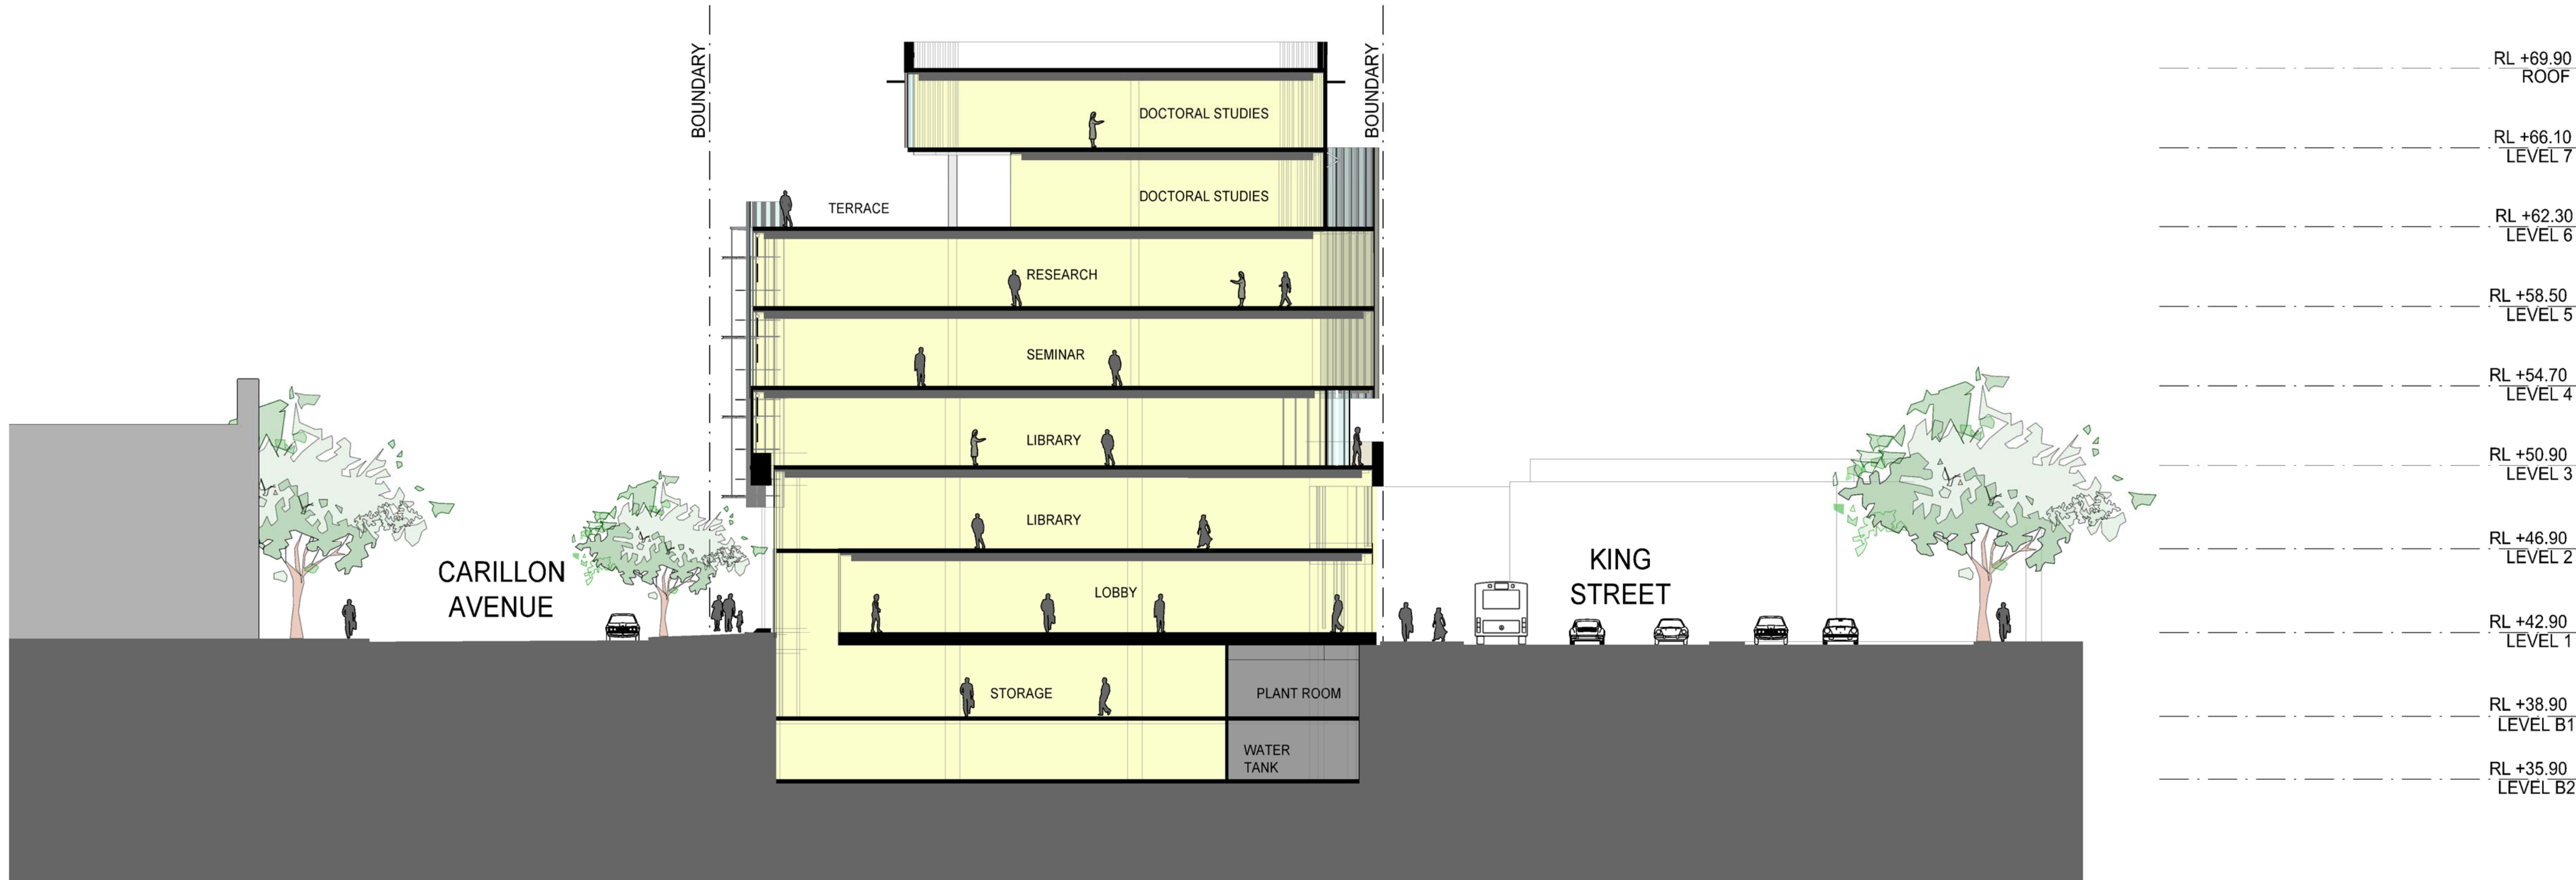 BOUNDARY
BOUNDARY
DOCTORAL STUDIES
DOCTORAL STUDIES
TERRACE
RESEARCH
SEMINAR
LIBRARY
LIBRARY
LOBBY
STORAGE
PLANT ROOM
WATER
TANK
CARILLON
AVENUE
KING
STREET
RL +69.90
ROOF
RL +66.10
LEVEL 7
RL +62.30
LEVEL 6
RL +58.50
LEVEL 5
RL +54.70
LEVEL 4
RL +50.90
LEVEL 3
RL +46.90
LEVEL 2
RL +42.90
LEVEL 1
RL +38.90
LEVEL B1
RL +35.90
LEVEL B2